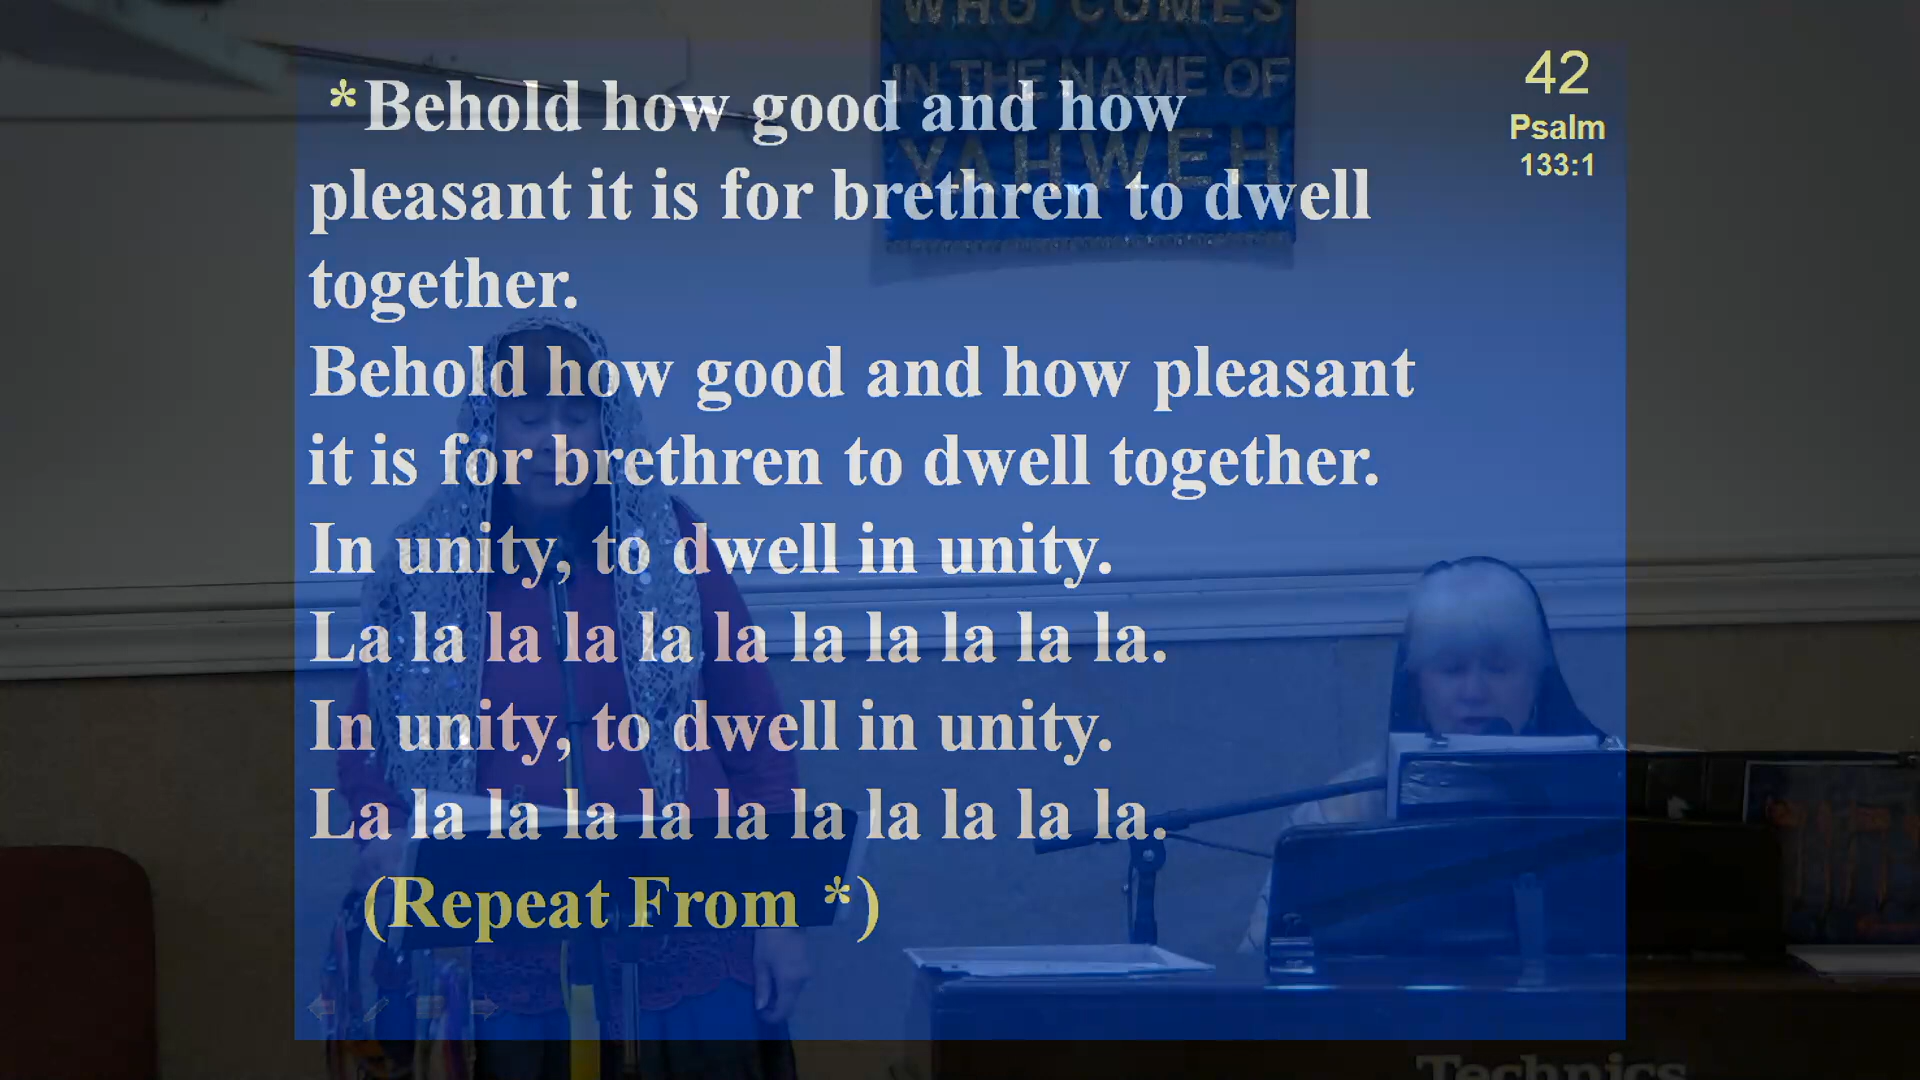 WHO COMES
IN THE NAME OF
YAHWEH
42
Psalm
133:1
*Behold how good and how
pleasant it is for brethren to dwell
together.
Behold how good and how pleasant
it is for brethren to dwell together.
In unity, to dwell in unity.
La la la la la la la la la la la.
In unity, to dwell in unity.
La la la la la la la la la la la.
(Repeat From *)
Technics